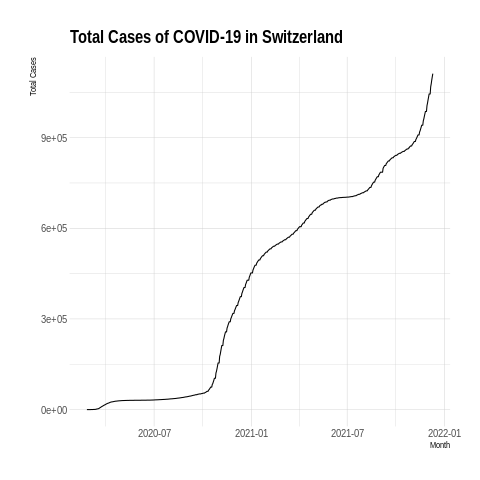 Total Cases of COVID-19 in Switzerland
Total Cases
9e+05
6e+05
3e+05
0e+00
2020-07 2021-01 2021-07 2022-01
Month